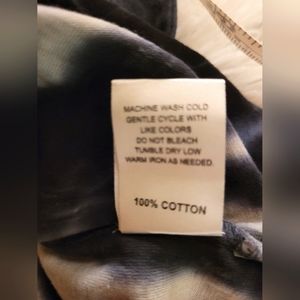 MACHINE WASH COLD
GENTLE CYCLE WITH
LIKE COLORS
DO NOT BLEACH
TUMBLE DRY LOW
WARM IRON AS NEEDED.
100% COTTON